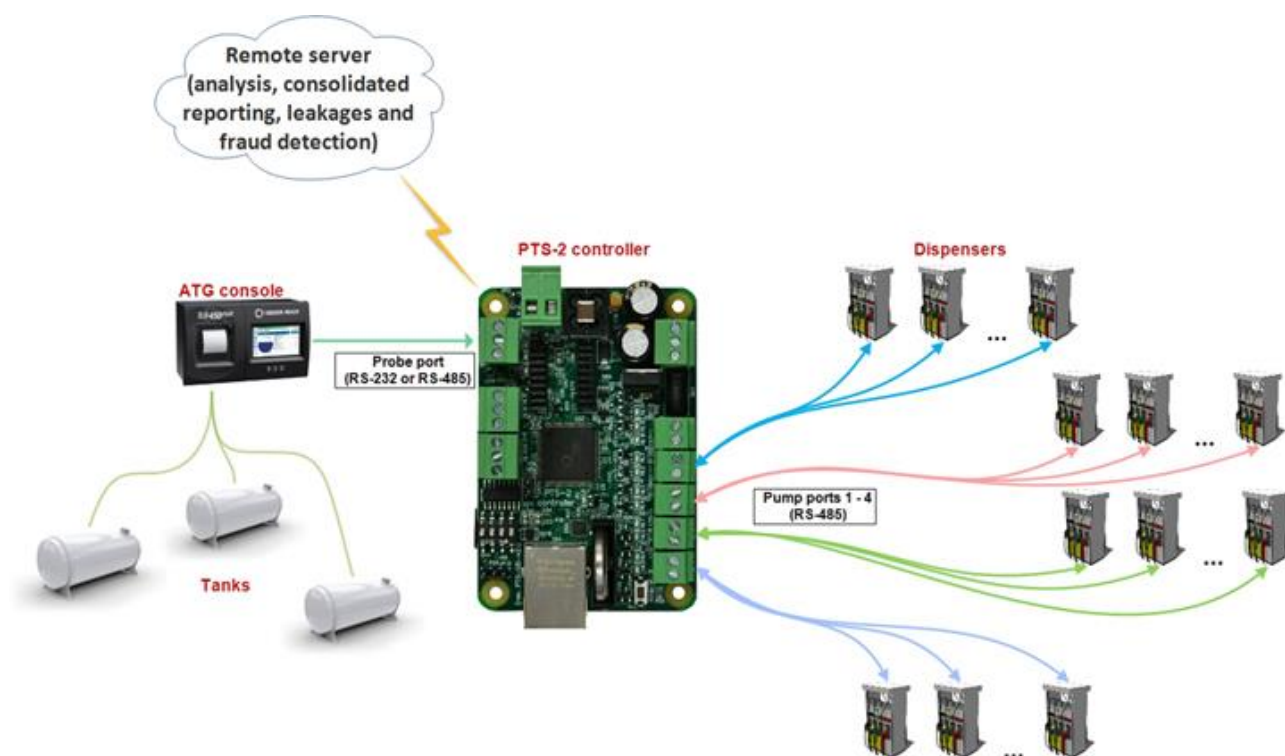 Remote server
(analysis, consolidated
reporting, leakages and
fraud detection)
PTS-2 controller
Dispensers
ATG console
Probe port
(RS-232 or RS-485)
...
...
Pump ports 1 - 4
(RS-485)
...
Tanks
...